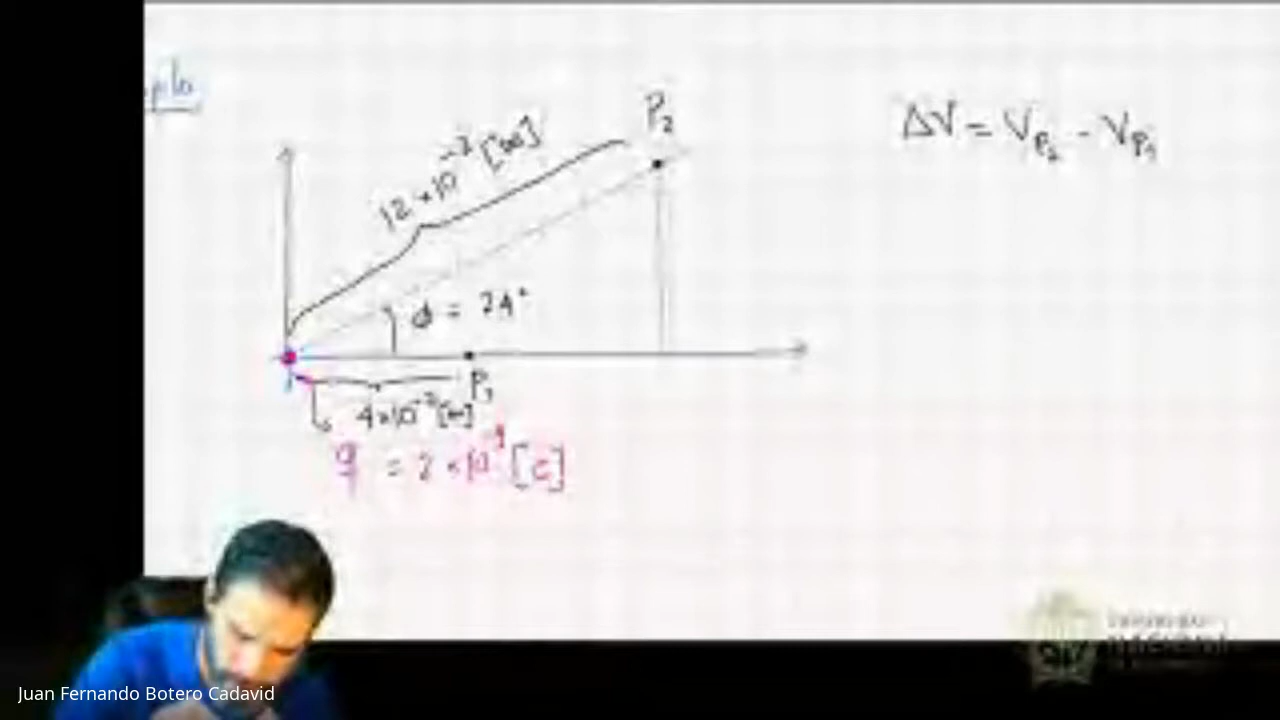 plo
P₂
ΔV = V_P₂ - V_P₁
12×10⁻² [m]
ϕ = 24°
P₁
4×10⁻² [m]
q = 2×10⁻⁹ [C]
Juan Fernando Botero Cadavid